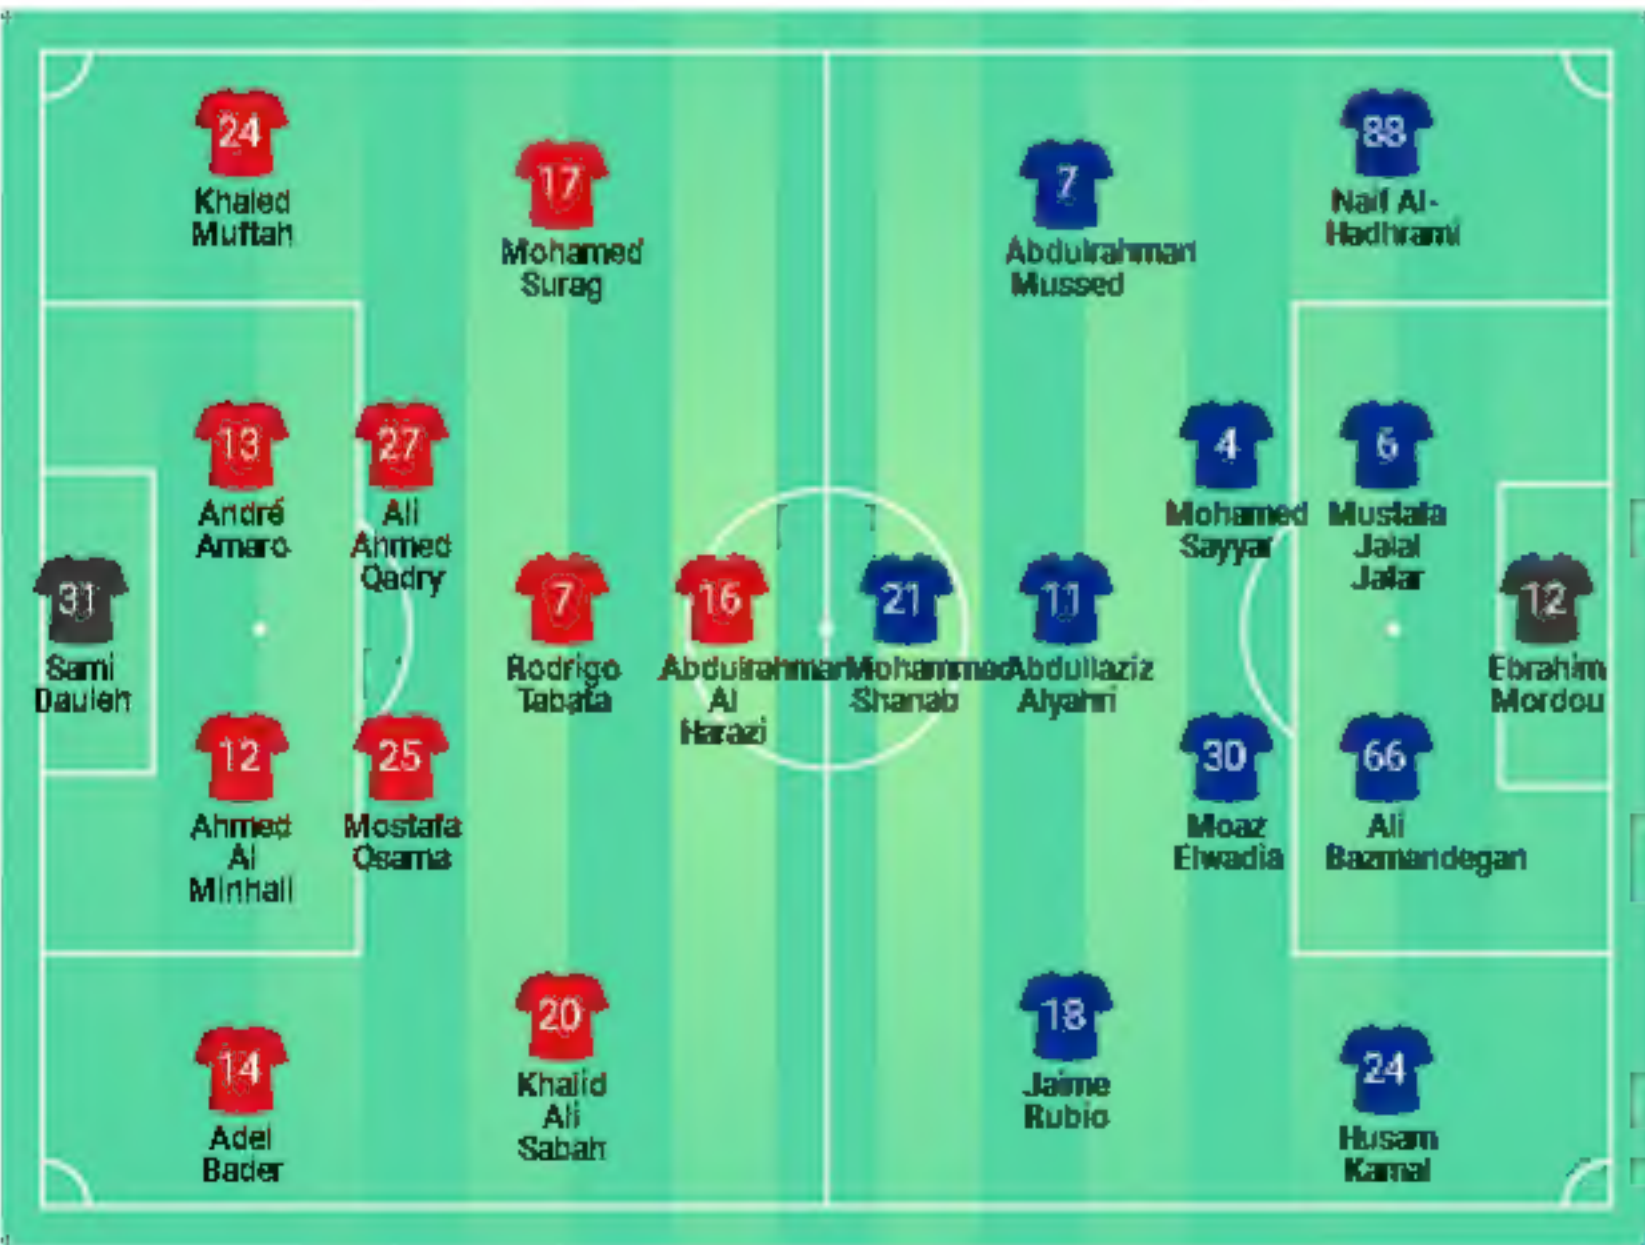 24
Khaled
Muftah
17
Mohamed
Surag
7
Abdulrahman
Mussed
88
Naif Al-
Hadhrami
13
André
Amaro
27
Ali
Ahmed
Qadry
4
Mohamed
Sayyar
6
Mustafa
Jalal
31
Sami
7
Rodrigo
Tabata
16
Abdulrahman
Al
Harazi
21
Mohammed
Shanab
11
Abdullaziz
Alyahri
12
Ebrahim
Mordou
12
Ahmed
Al
Minhali
25
Mostafa
Osama
30
Moaz
Elwadia
66
Ali
Bazmandegan
14
Adel
Bader
20
Khalid
Ali
Sabah
18
Jaime
Rubio
24
Husam
Kamal